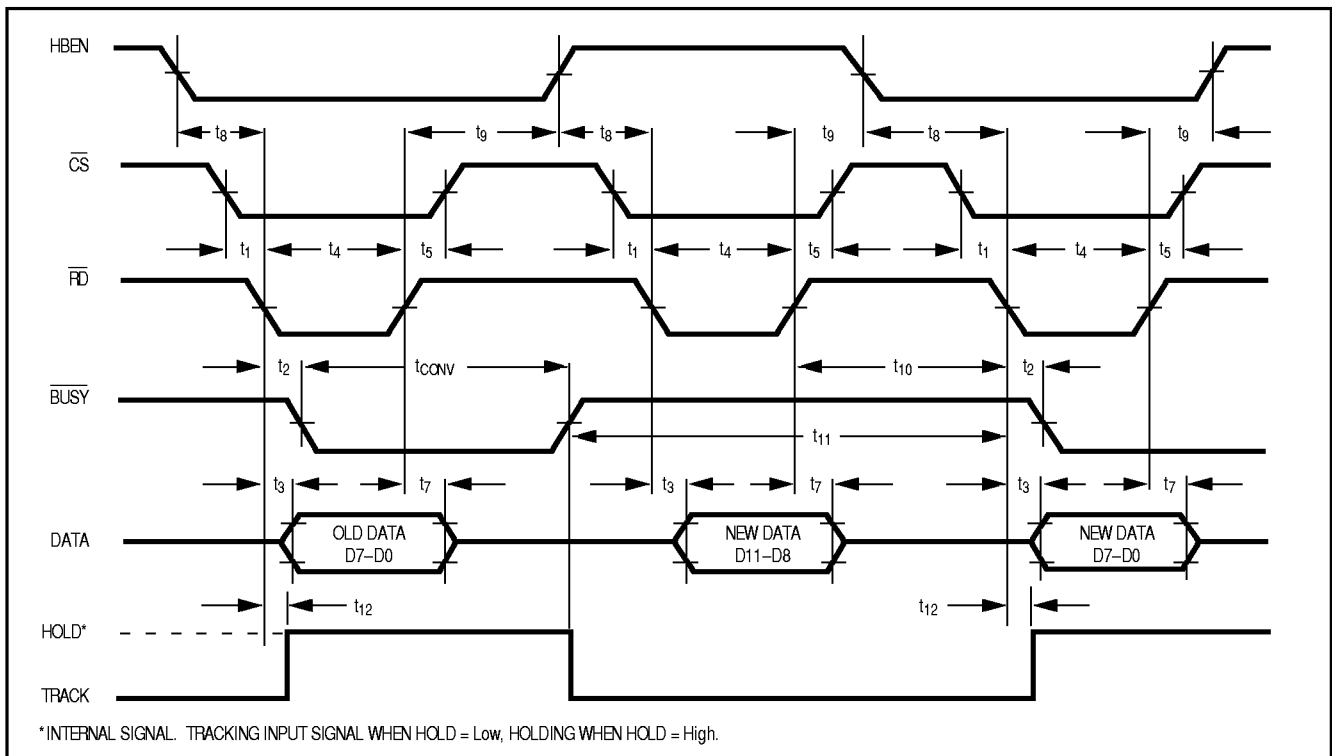 HBEN
t8 t9 t8 t9 t8 t9
CS
t1 t4 t5 t1 t4 t5 t1 t4 t5
RD
t2 tCONV t10 t2
BUSY
t11
t3 t7 t3 t7 t3 t7
DATA
OLD DATA
D7–D0
NEW DATA
D11–D8
NEW DATA
D7–D0
t12 t12
HOLD*
TRACK
* INTERNAL SIGNAL. TRACKING INPUT SIGNAL WHEN HOLD = Low, HOLDING WHEN HOLD = High.